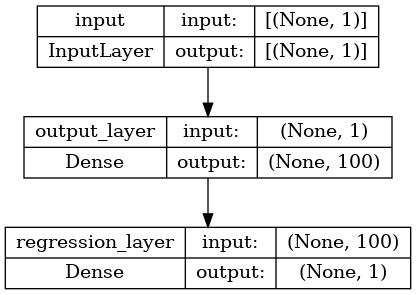 input input: [(None, 1)]
InputLayer output: [(None, 1)]
output_layer input: (None, 1)
Dense output: (None, 100)
regression_layer input: (None, 100)
Dense output: (None, 1)